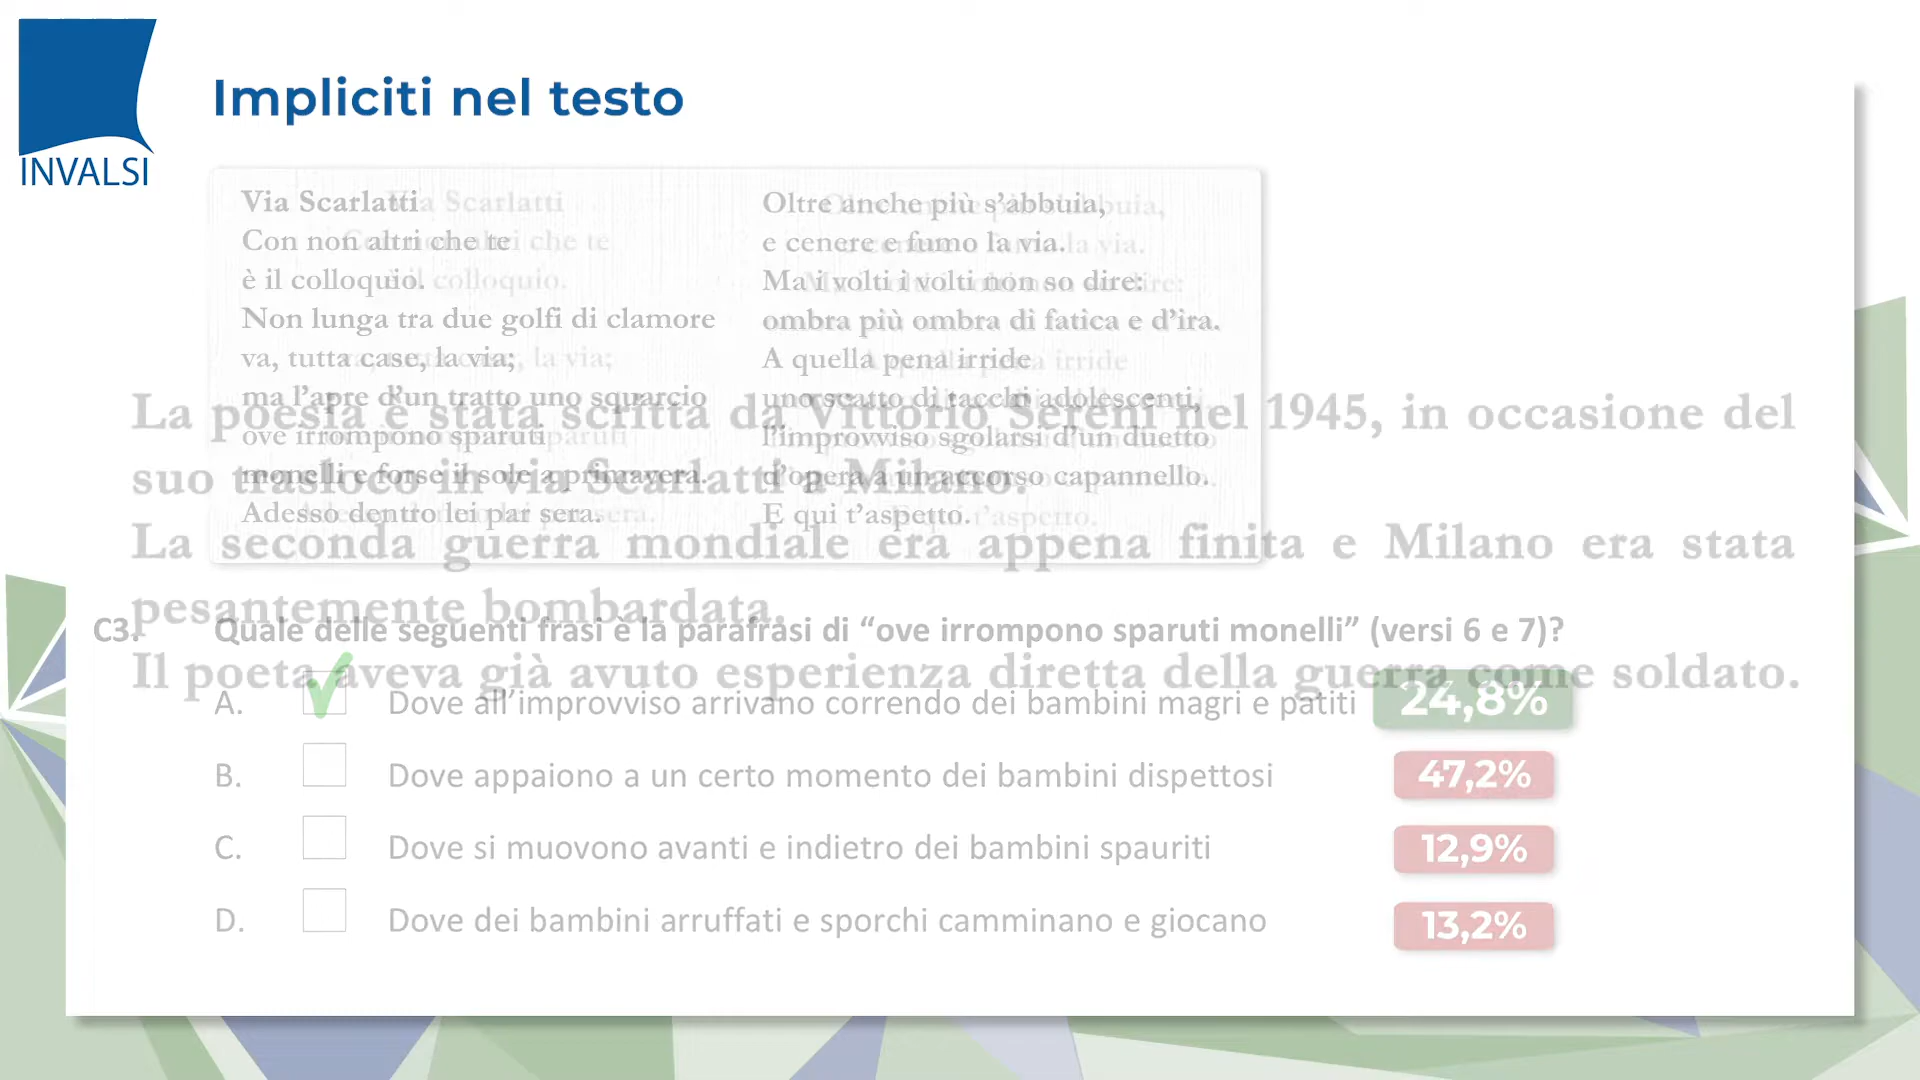 INVALSI
Impliciti nel testo
Via Scarlatti
Con non altri che te
è il colloquio.
Non lunga tra due golfi di clamore
va, tutta case, la via;
ma l’apre d’un tratto uno squarcio
ove irrompono sparuti
monelli e forse il sole a primavera.
Adesso dentro lei par sera.
Oltre anche più s’abbuia,
e cenere e fumo la via.
Ma i volti i volti non so dire:
ombra più ombra di fatica e d’ira.
A quella pena irride
uno scatto di tacchi adolescenti,
l’improvviso sgolarsi d’un duetto
d’opera a un accorso capannello.
E qui t’aspetto.
La poesia è stata scritta da Vittorio Sereni nel 1945, in occasione del
suo trasloco in via Scarlatti a Milano.
La seconda guerra mondiale era appena finita e Milano era stata
pesantemente bombardata.
Il poeta aveva già avuto esperienza diretta della guerra come soldato.
C3. Quale delle seguenti frasi è la parafrasi di “ove irrompono sparuti monelli” (versi 6 e 7)?
A. Dove all’improvviso arrivano correndo dei bambini magri e patiti 24,8%
B. Dove appaiono a un certo momento dei bambini dispettosi 47,2%
C. Dove si muovono avanti e indietro dei bambini spauriti 12,9%
D. Dove dei bambini arruffati e sporchi camminano e giocano 13,2%